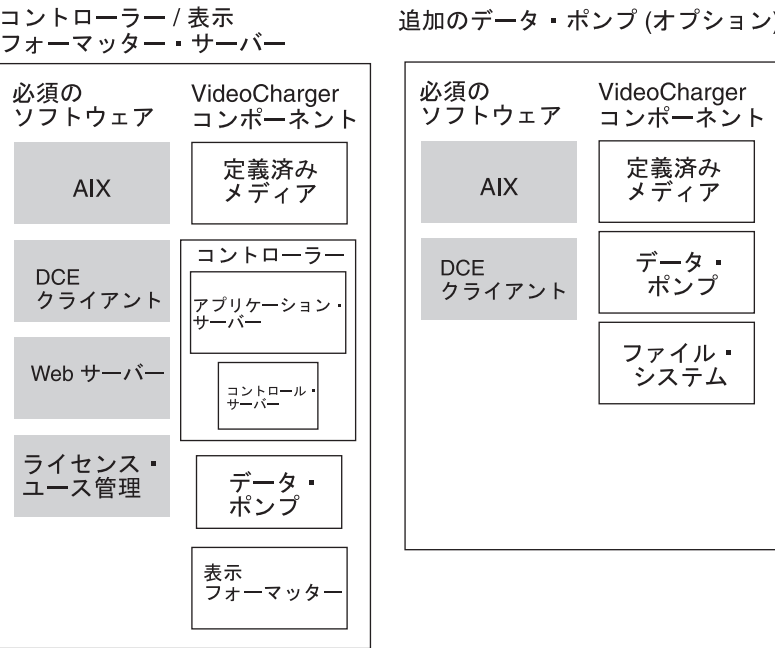 コントローラー / 表示
フォーマッター・サーバー
必須の
ソフトウェア
VideoCharger
コンポーネント
AIX
定義済み
メディア
DCE
クライアント
コントローラー
アプリケーション・
サーバー
Web サーバー
コントロール・
サーバー
ライセンス・
ユース管理
データ・
ポンプ
表示
フォーマッター
追加のデータ・ポンプ (オプション)
必須の
ソフトウェア
VideoCharger
コンポーネント
AIX
定義済み
メディア
DCE
クライアント
データ・
ポンプ
ファイル・
システム